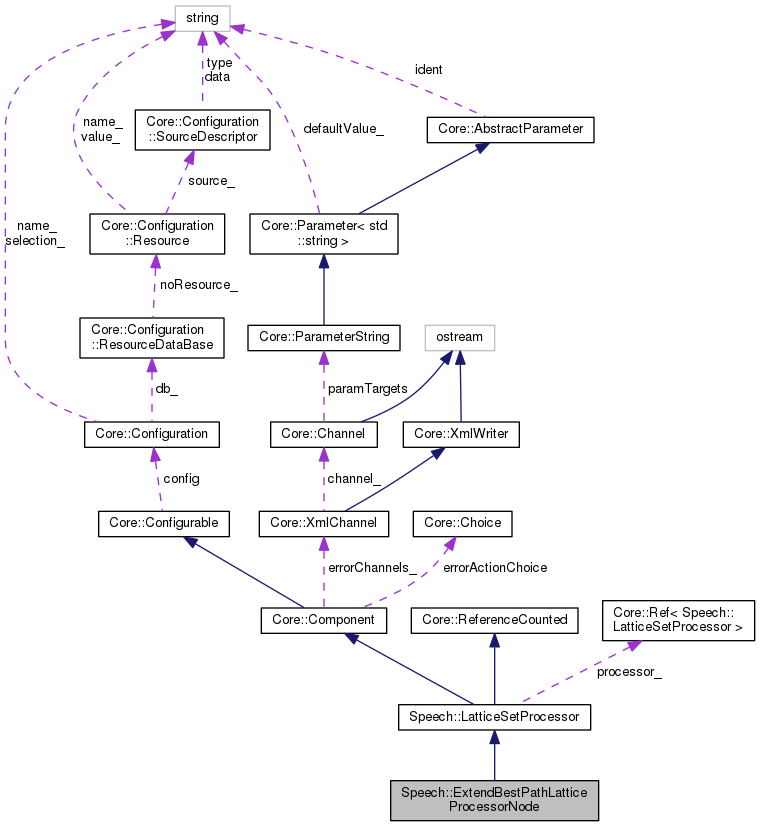 string
type
data
ident
Core::Configuration
::SourceDescriptor
Core::AbstractParameter
name_
value_
defaultValue_
source_
Core::Configuration
::Resource
Core::Parameter< std
::string >
name_
selection_
noResource_
Core::Configuration
::ResourceDataBase
Core::ParameterString
ostream
db_
paramTargets
Core::Configuration
Core::Channel
Core::XmlWriter
config
channel_
Core::Configurable
Core::XmlChannel
Core::Choice
errorChannels_
errorActionChoice
Core::Component
Core::ReferenceCounted
Core::Ref< Speech::
LatticeSetProcessor >
processor_
Speech::LatticeSetProcessor
Speech::ExtendBestPathLattice
ProcessorNode